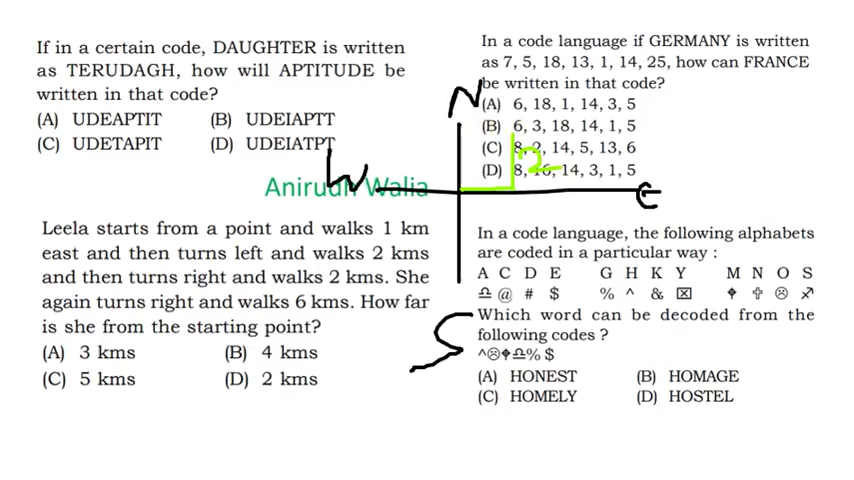 If in a certain code, DAUGHTER is written
as TERUDAGH, how will APTITUDE be
written in that code?
(A) UDEAPTIT (B) UDEIAPTT
(C) UDETAPIT (D) UDEIATPT
In a code language if GERMANY is written
as 7, 5, 18, 13, 1, 14, 25, how can FRANCE
be written in that code?
(A) 6, 18, 1, 14, 3, 5
(B) 6, 3, 18, 14, 1, 5
(C) 8, 2, 14, 5, 13, 6
(D) 8, 16, 14, 3, 1, 5
N
2
W
E
S
Anirudh Walia
Leela starts from a point and walks 1 km
east and then turns left and walks 2 kms
and then turns right and walks 2 kms. She
again turns right and walks 6 kms. How far
is she from the starting point?
(A) 3 kms (B) 4 kms
(C) 5 kms (D) 2 kms
In a code language, the following alphabets
are coded in a particular way :
A C D E G H K Y M N O S
♎ @ # $ % ^ & ☒ ⌖ ✞ ☹ ♐
Which word can be decoded from the
following codes ?
^☹⌖♎% $
(A) HONEST (B) HOMAGE
(C) HOMELY (D) HOSTEL